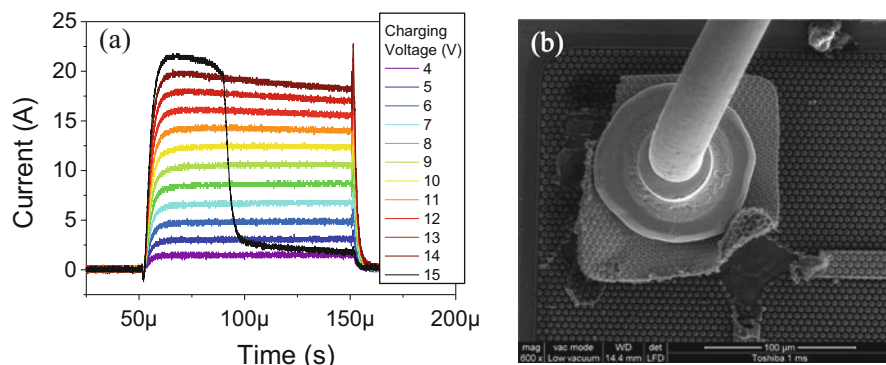 (a)
Charging
Voltage (V)
4
5
6
7
8
9
10
11
12
13
14
15
25
20
15
10
5
0
Current (A)
50µ
100µ
150µ
200µ
Time (s)
(b)
mag
600 x
vac mode
Low vacuum
WD
14.4 mm
det
LFD
100 µm
Toshiba 1 ms